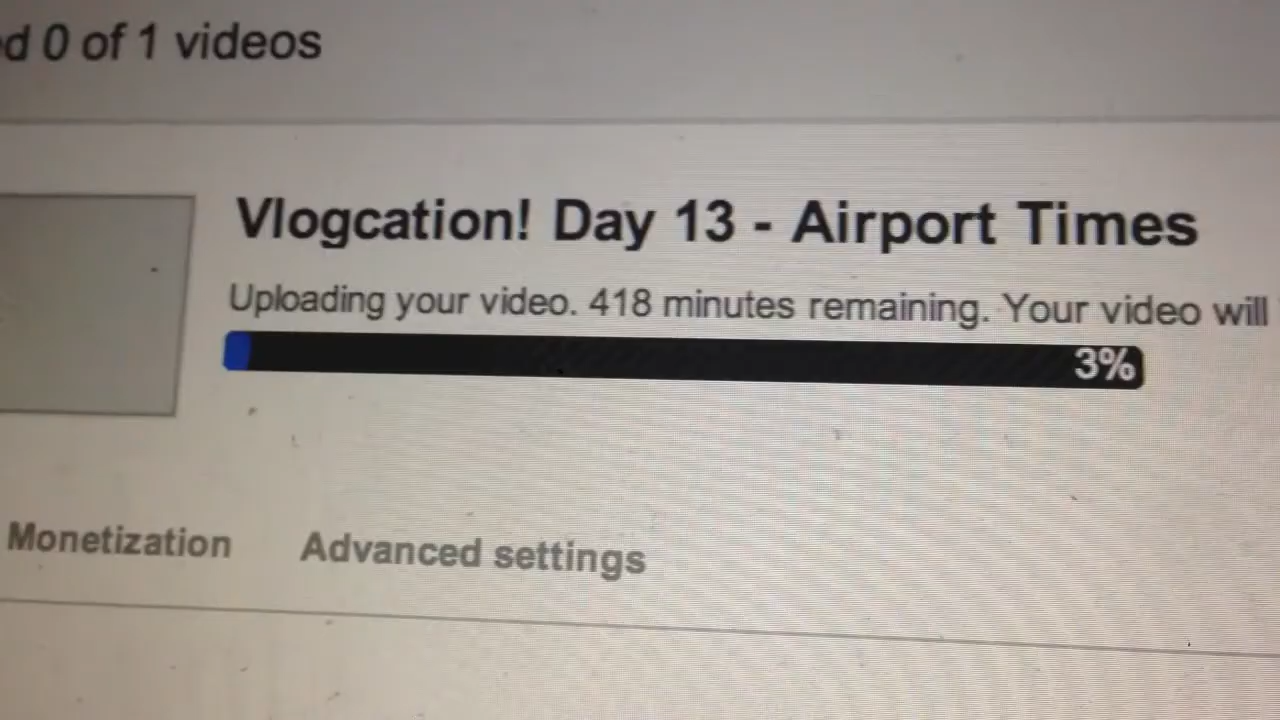 0 of 1 videos
Vlogcation! Day 13 - Airport Times
Uploading your video. 418 minutes remaining. Your video will
3%
Monetization Advanced settings